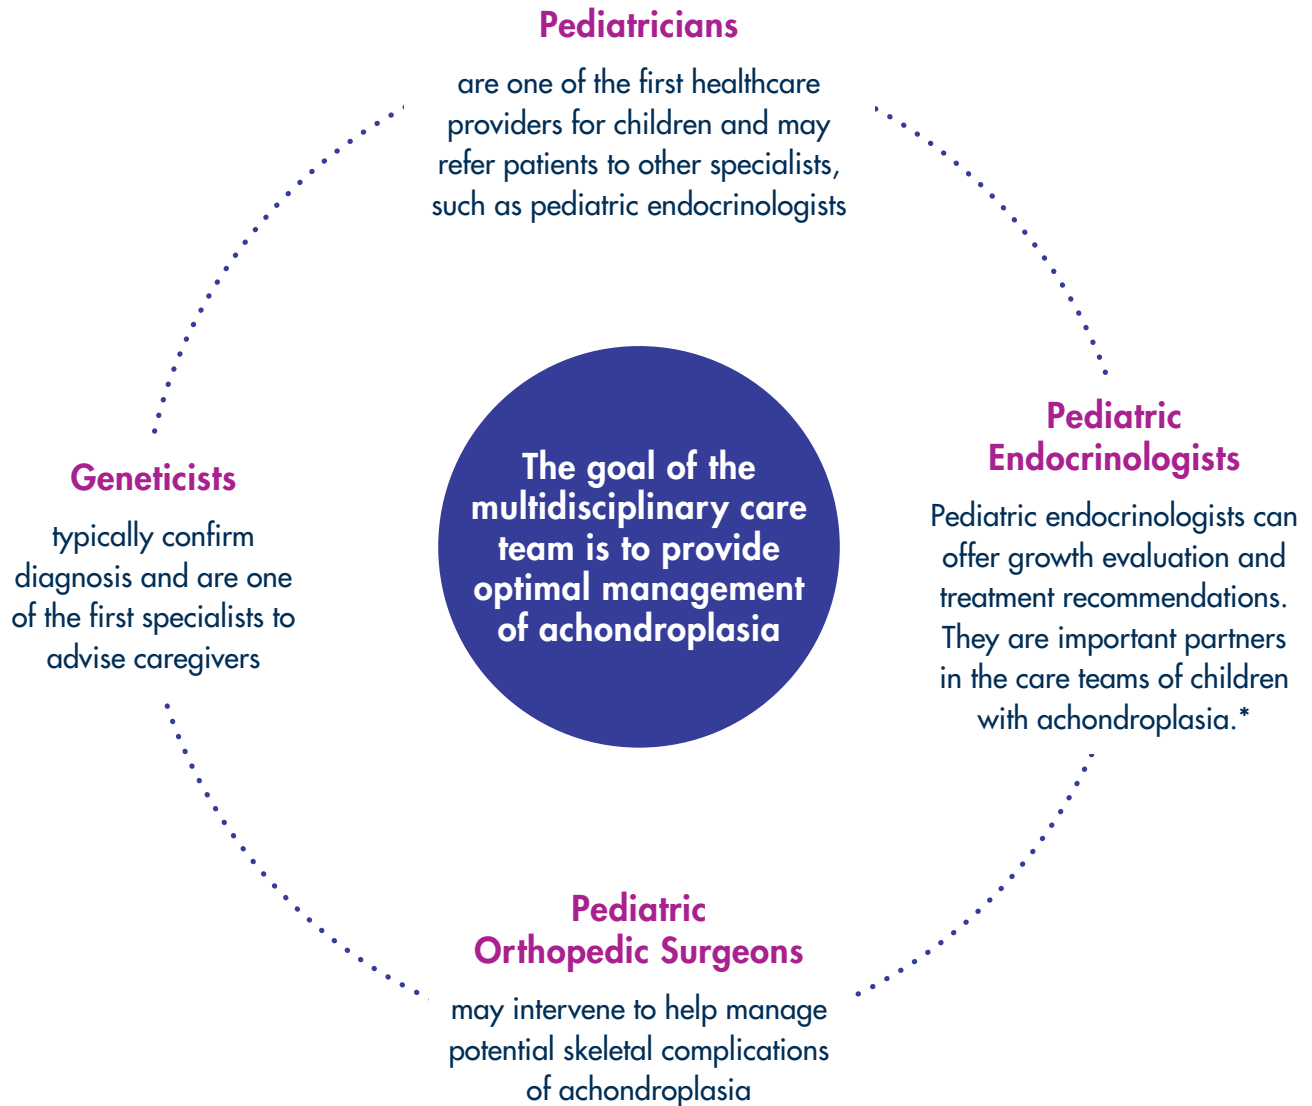 Pediatricians
are one of the first healthcare
providers for children and may
refer patients to other specialists,
such as pediatric endocrinologists
Pediatric
Endocrinologists
Pediatric endocrinologists can
offer growth evaluation and
treatment recommendations.
They are important partners
in the care teams of children
with achondroplasia.*
Geneticists
typically confirm
diagnosis and are one
of the first specialists to
advise caregivers
The goal of the
multidisciplinary care
team is to provide
optimal management
of achondroplasia
Pediatric
Orthopedic Surgeons
may intervene to help manage
potential skeletal complications
of achondroplasia